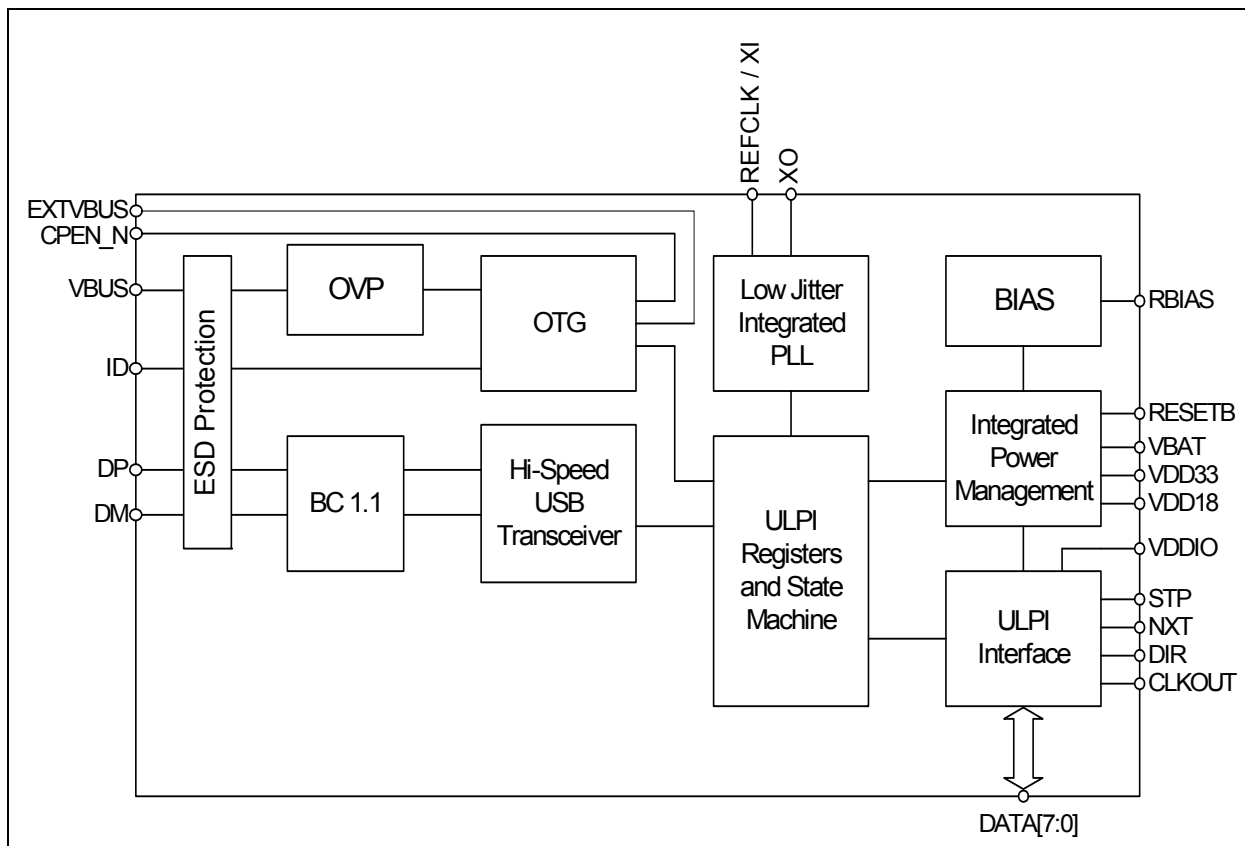 REFCLK / XI
XO
EXTVBUS
CPEN_N
VBUS
ID
DP
DM
ESD Protection
OVP
OTG
BC 1.1
Hi-Speed
USB
Transceiver
Low Jitter
Integrated
PLL
ULPI
Registers
and State
Machine
BIAS
Integrated
Power
Management
ULPI
Interface
RBIAS
RESETB
VBAT
VDD33
VDD18
VDDIO
STP
NXT
DIR
CLKOUT
DATA[7:0]